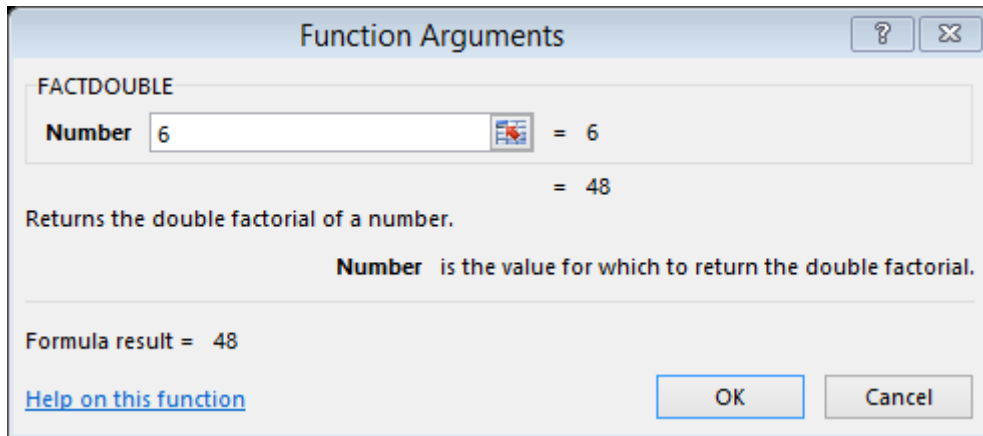 Function Arguments
FACTDOUBLE
Number 6 = 6
= 48
Returns the double factorial of a number.
Number is the value for which to return the double factorial.
Formula result = 48
Help on this function OK Cancel